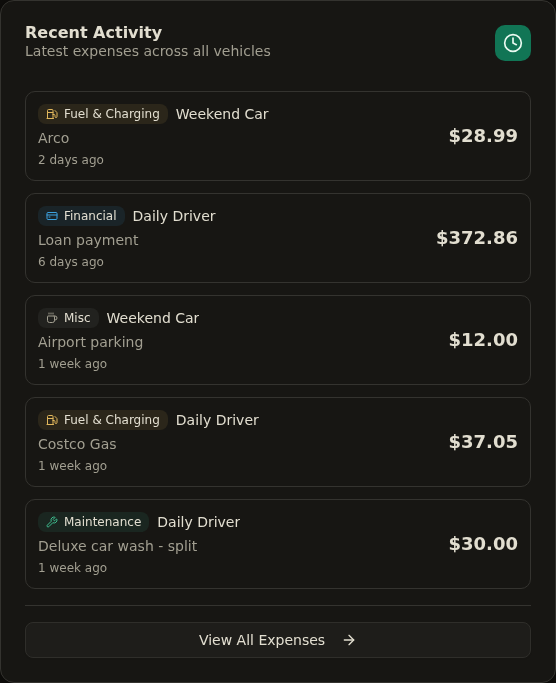 Recent Activity
Latest expenses across all vehicles
Fuel & Charging Weekend Car
Arco
2 days ago
$28.99
Financial Daily Driver
Loan payment
6 days ago
$372.86
Misc Weekend Car
Airport parking
1 week ago
$12.00
Fuel & Charging Daily Driver
Costco Gas
1 week ago
$37.05
Maintenance Daily Driver
Deluxe car wash - split
1 week ago
$30.00
View All Expenses